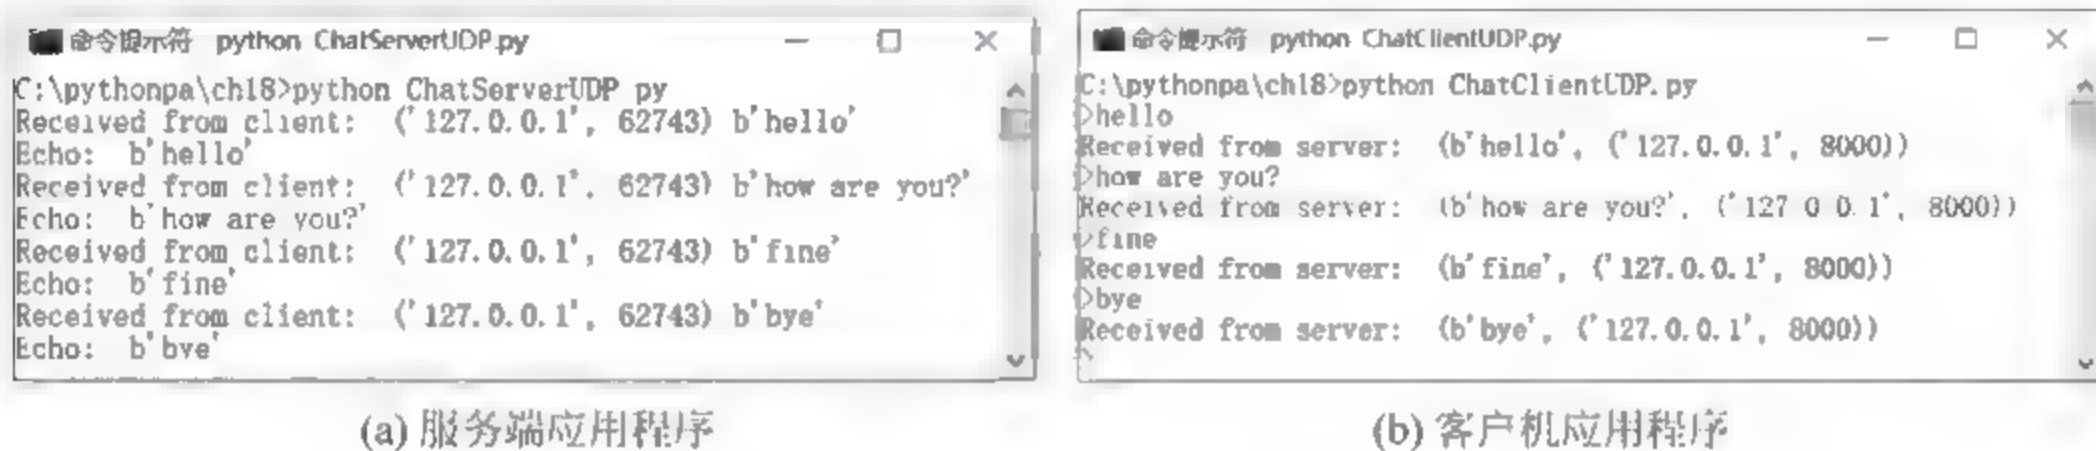 命令提示符 python ChatServerUDP.py
C:\pythonpa\ch18>python ChatServerUDP py
Received from client: ('127.0.0.1', 62743) b'hello'
Echo: b'hello'
Received from client: ('127.0.0.1', 62743) b'how are you?'
Echo: b'how are you?'
Received from client: ('127.0.0.1', 62743) b'fine'
Echo: b'fine'
Received from client: ('127.0.0.1', 62743) b'bye'
Echo: b'bye'
(a) 服务端应用程序
命令提示符 python ChatClientUDP.py
C:\pythonpa\ch18>python ChatClientUDP.py
>hello
Received from server: (b'hello', ('127.0.0.1', 8000))
>how are you?
Received from server: (b'how are you?', ('127 0 0.1', 8000))
>fine
Received from server: (b'fine', ('127.0.0.1', 8000))
>bye
Received from server: (b'bye', ('127.0.0.1', 8000))
>
(b) 客户机应用程序